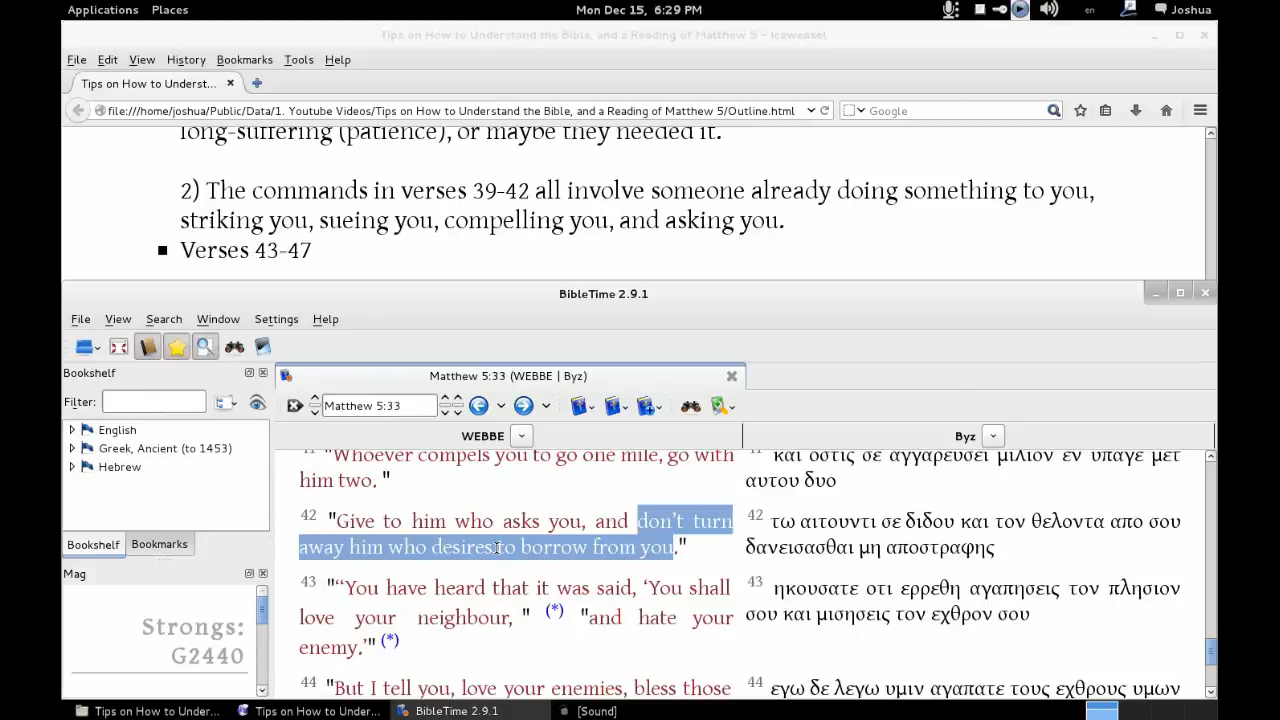 Applications Places Mon Dec 15, 6:29 PM en Joshua
Tips on How to Understand the Bible, and a Reading of Matthew 5 - Iceweasel
File Edit View History Bookmarks Tools Help
Tips on How to Underst...
file:///home/joshua/Public/Data/1. Youtube Videos/Tips on How to Understand the Bible, and a Reading of Matthew 5/Outline.html Google
long-suffering (patience), or maybe they needed it.
2) The commands in verses 39-42 all involve someone already doing something to you,
striking you, sueing you, compelling you, and asking you.
Verses 43-47
BibleTime 2.9.1
File View Search Window Settings Help
Bookshelf
Filter:
English
Greek, Ancient (to 1453)
Hebrew
Bookshelf Bookmarks
Mag
Strongs:
G2440
Matthew 5:33 (WEBBE | Byz)
Matthew 5:33
WEBBE Byz
41 "Whoever compels you to go one mile, go with
him two. "
42 "Give to him who asks you, and don't turn
away him who desires to borrow from you."
43 "“You have heard that it was said, ‘You shall
love your neighbour, " (*) "and hate your
enemy.’" (*)
44 "But I tell you, love your enemies, bless those
41 και οστις σε αγγαρευσει μιλιον εν υπαγε μετ
αυτου δυο
42 τω αιτουντι σε διδου και τον θελοντα απο σου
δανεισασθαι μη αποστραφης
43 ηκουσατε οτι ερρεθη αγαπησεις τον πλησιον
σου και μισησεις τον εχθρον σου
44 εγω δε λεγω υμιν αγαπατε τους εχθρους υμων
Tips on How to Under... Tips on How to Under... BibleTime 2.9.1 [Sound]